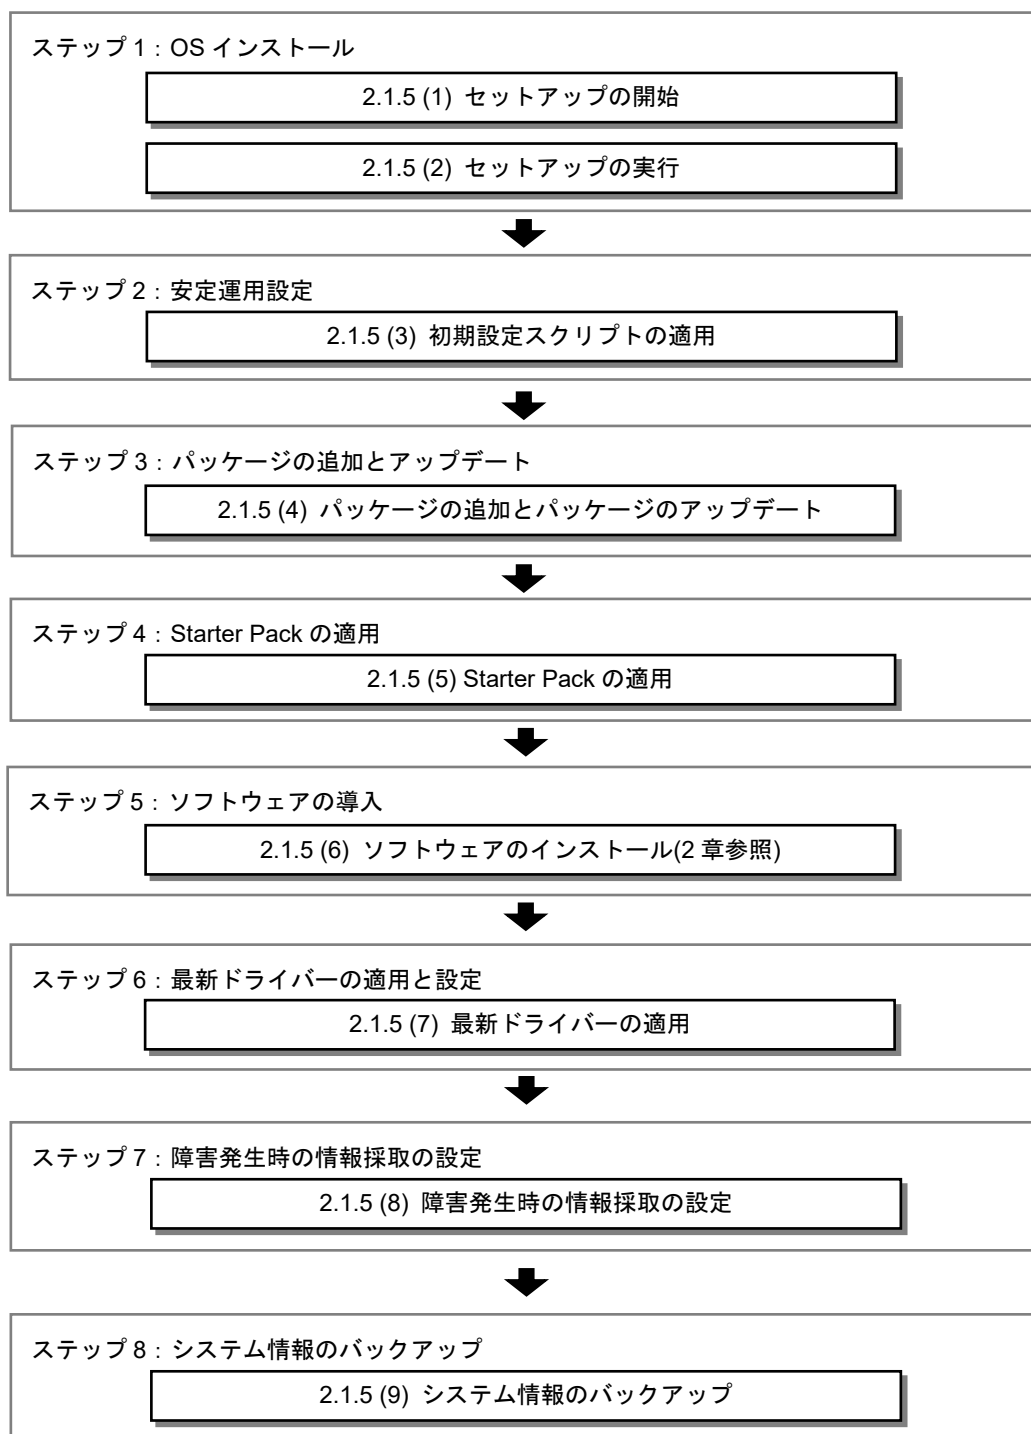 ステップ 1：OS インストール
2.1.5 (1) セットアップの開始
2.1.5 (2) セットアップの実行
ステップ 2：安定運用設定
2.1.5 (3) 初期設定スクリプトの適用
ステップ 3：パッケージの追加とアップデート
2.1.5 (4) パッケージの追加とパッケージのアップデート
ステップ 4：Starter Pack の適用
2.1.5 (5) Starter Pack の適用
ステップ 5：ソフトウェアの導入
2.1.5 (6) ソフトウェアのインストール(2 章参照)
ステップ 6：最新ドライバーの適用と設定
2.1.5 (7) 最新ドライバーの適用
ステップ 7：障害発生時の情報採取の設定
2.1.5 (8) 障害発生時の情報採取の設定
ステップ 8：システム情報のバックアップ
2.1.5 (9) システム情報のバックアップ